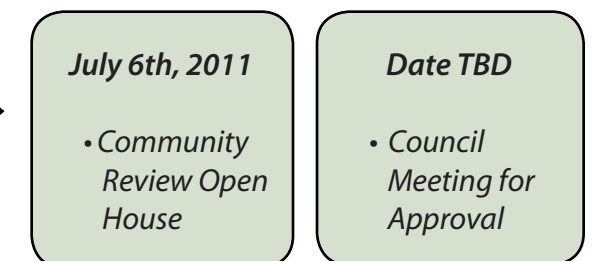 July 6th, 2011
• Community
Review Open
House
Date TBD
• Council
Meeting for
Approval